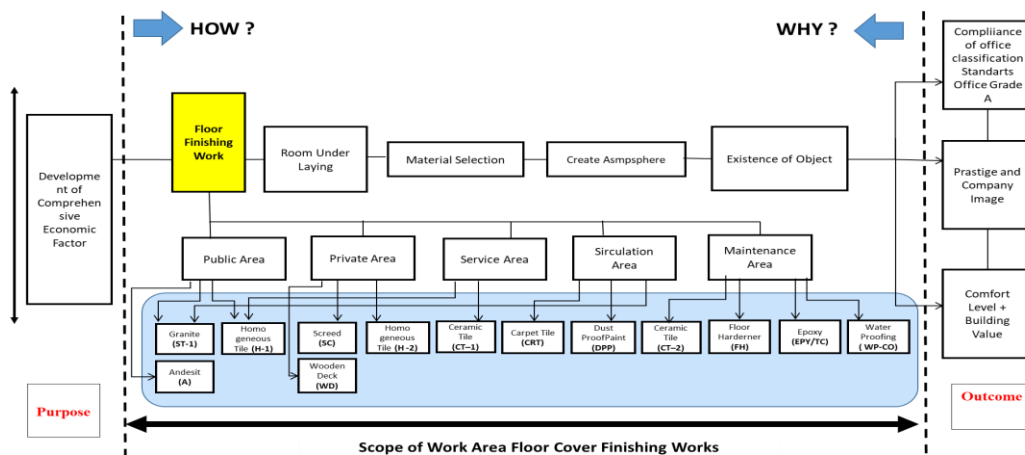 HOW ?
WHY ?
Compliiance
of office
classification
Standarts
Office Grade
A
Floor
Finishing
Work
Room Under
Laying
Material Selection
Create Asmpsphere
Existence of Object
Developme
nt of
Comprehe
nsive
Economic
Factor
Prastige and
Company
Image
Public Area
Private Area
Service Area
Sirculation
Area
Maintenance
Area
Comfort
Level +
Building
Value
Granite
(ST-1)
Homo
geneous
Tile (H-1)
Screed
(SC)
Homo
geneous
Tile (H -2)
Ceramic
Tile
(CT–1)
Carpet Tile
(CRT)
Dust
ProofPaint
(DPP)
Ceramic
Tile
(CT–2)
Floor
Harderner
(FH)
Epoxy
(EPY/TC)
Water
Proofing
( WP-CO)
Andesit
(A)
Wooden
Deck
(WD)
Purpose
Outcome
Scope of Work Area Floor Cover Finishing Works